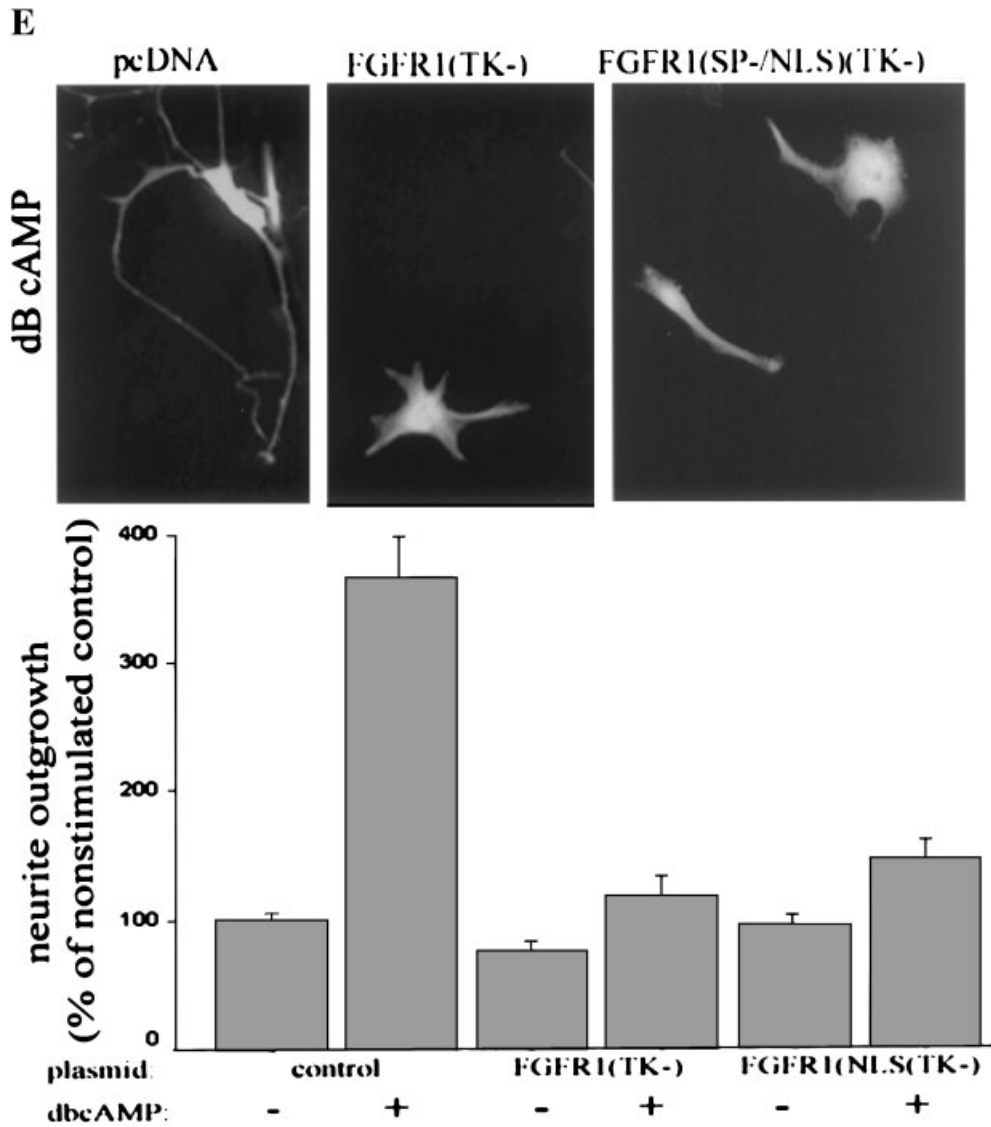 E
pcDNA FGFR1(TK-) FGFR1(SP-/NLS)(TK-)
dB cAMP
neurite outgrowth
(% of nonstimulated control)
400
300
200
100
0
plasmid: control FGFR1(TK-) FGFR1(NLS(TK-)
dbcAMP: - + - + - +